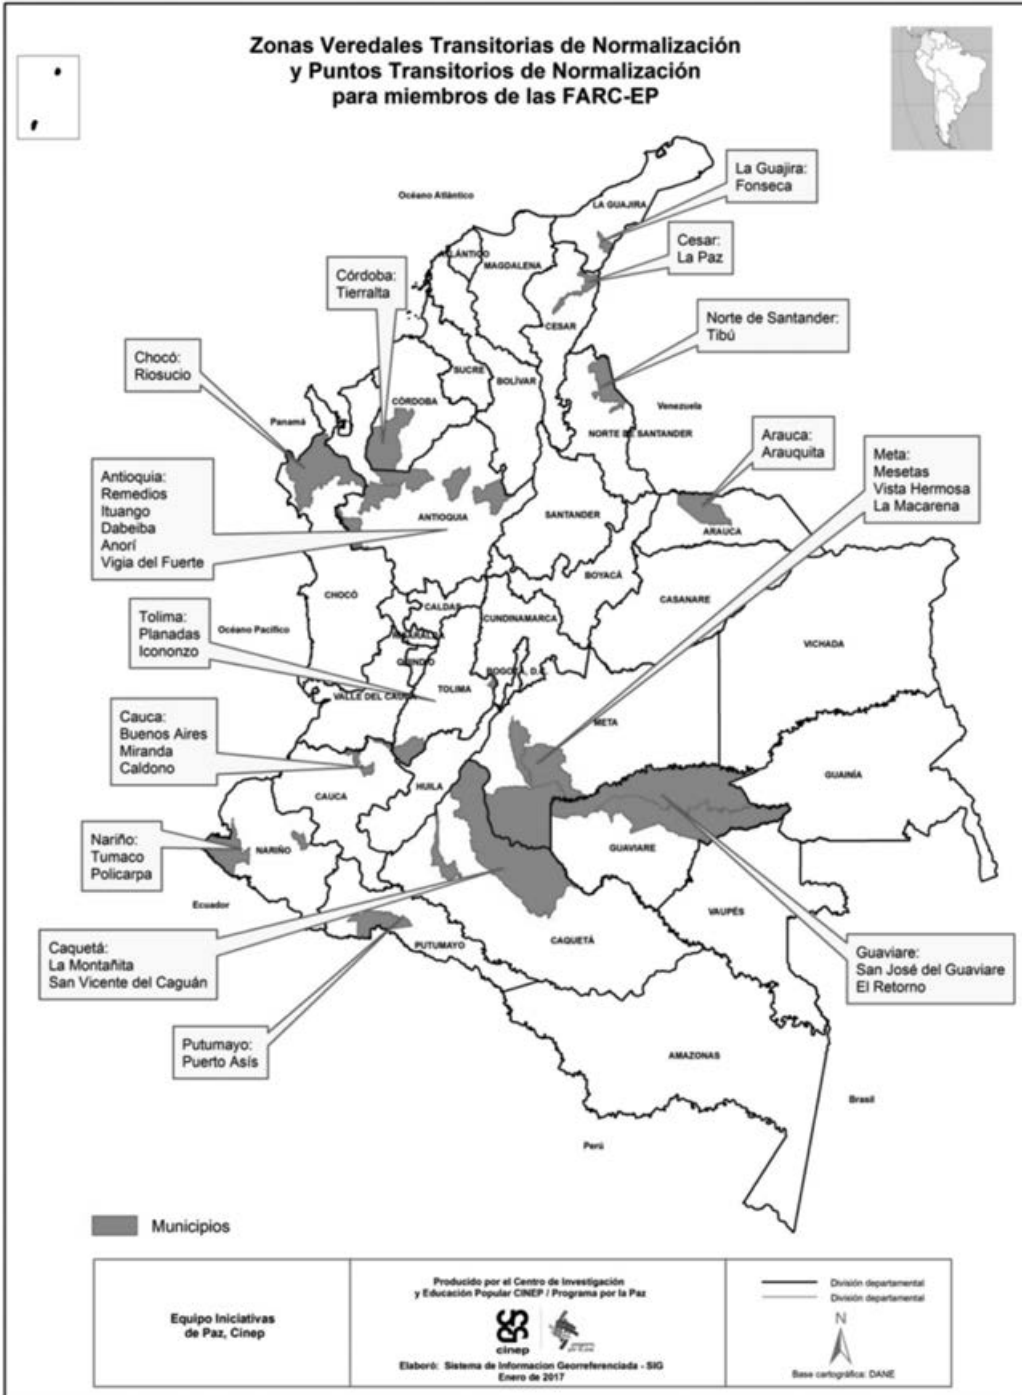 Zonas Veredales Transitorias de Normalización
y Puntos Transitorios de Normalización
para miembros de las FARC-EP
Océano Atlántico
La Guajira:
Fonseca
LA GUAJIRA
Cesar:
La Paz
MAGDALENA
Córdoba:
Tierralta
CESAR
Norte de Santander:
Tibú
Chocó:
Riosucio
SUCRE
BOLÍVAR
CÓRDOBA
Panamá
Venezuela
NORTE DE SANTANDER
Arauca:
Arauquita
Meta:
Mesetas
Vista Hermosa
La Macarena
Antioquia:
Remedios
Ituango
Dabeiba
Anorí
Vigia del Fuerte
ANTIOQUIA
SANTANDER
ARAUCA
BOYACÁ
CASANARE
CHOCÓ
CALDAS
CUNDINAMARCA
Océano Pacífico
Tolima:
Planadas
Icononzo
VICHADA
BOGOTÁ, D.C.
TOLIMA
VALLE DEL CAUCA
META
Cauca:
Buenos Aires
Miranda
Caldono
GUAINÍA
HUILA
CAUCA
Nariño:
Tumaco
Policarpa
NARIÑO
GUAVIARE
Ecuador
VAUPÉS
PUTUMAYO
CAQUETÁ
Caquetá:
La Montañita
San Vicente del Caguán
Guaviare:
San José del Guaviare
El Retorno
Putumayo:
Puerto Asís
AMAZONAS
Brasil
Perú
Municipios
Equipo Iniciativas
de Paz, Cinep
Producido por el Centro de Investigación
y Educación Popular CINEP / Programa por la Paz
cinep
Elaboró: Sistema de Informacion Georreferenciada - SIG
Enero de 2017
División departamental
División departamental
N
Base cartográfica: DANE